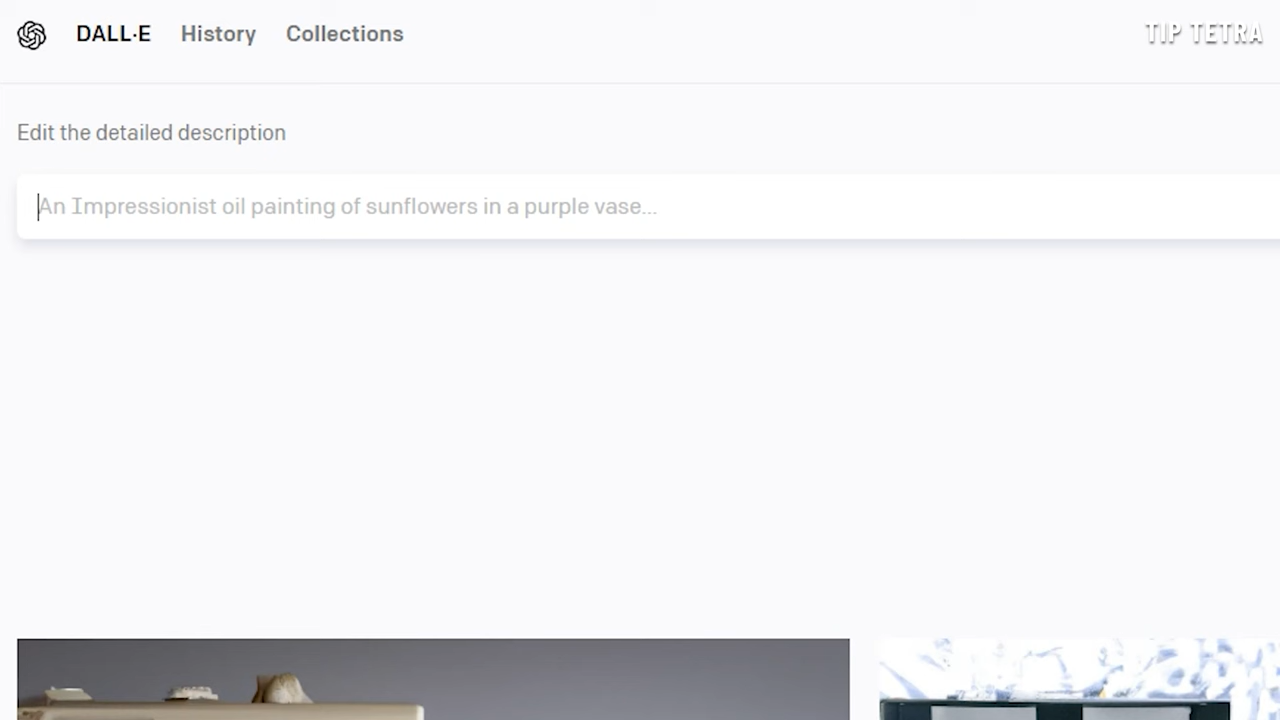 DALL·E History Collections
TIP TETRA
Edit the detailed description
An Impressionist oil painting of sunflowers in a purple vase...